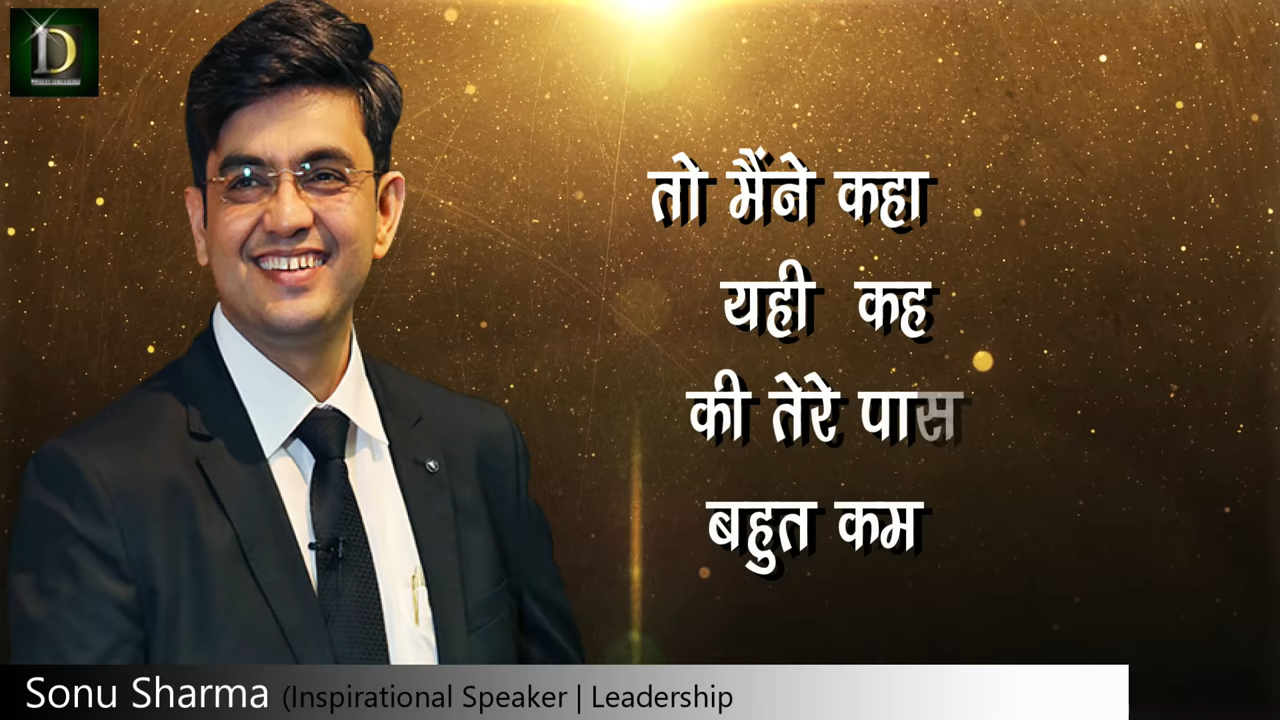 तो मैंने कहा
यही कह
की तेरे पास
बहुत कम
Sonu Sharma (Inspirational Speaker | Leadership